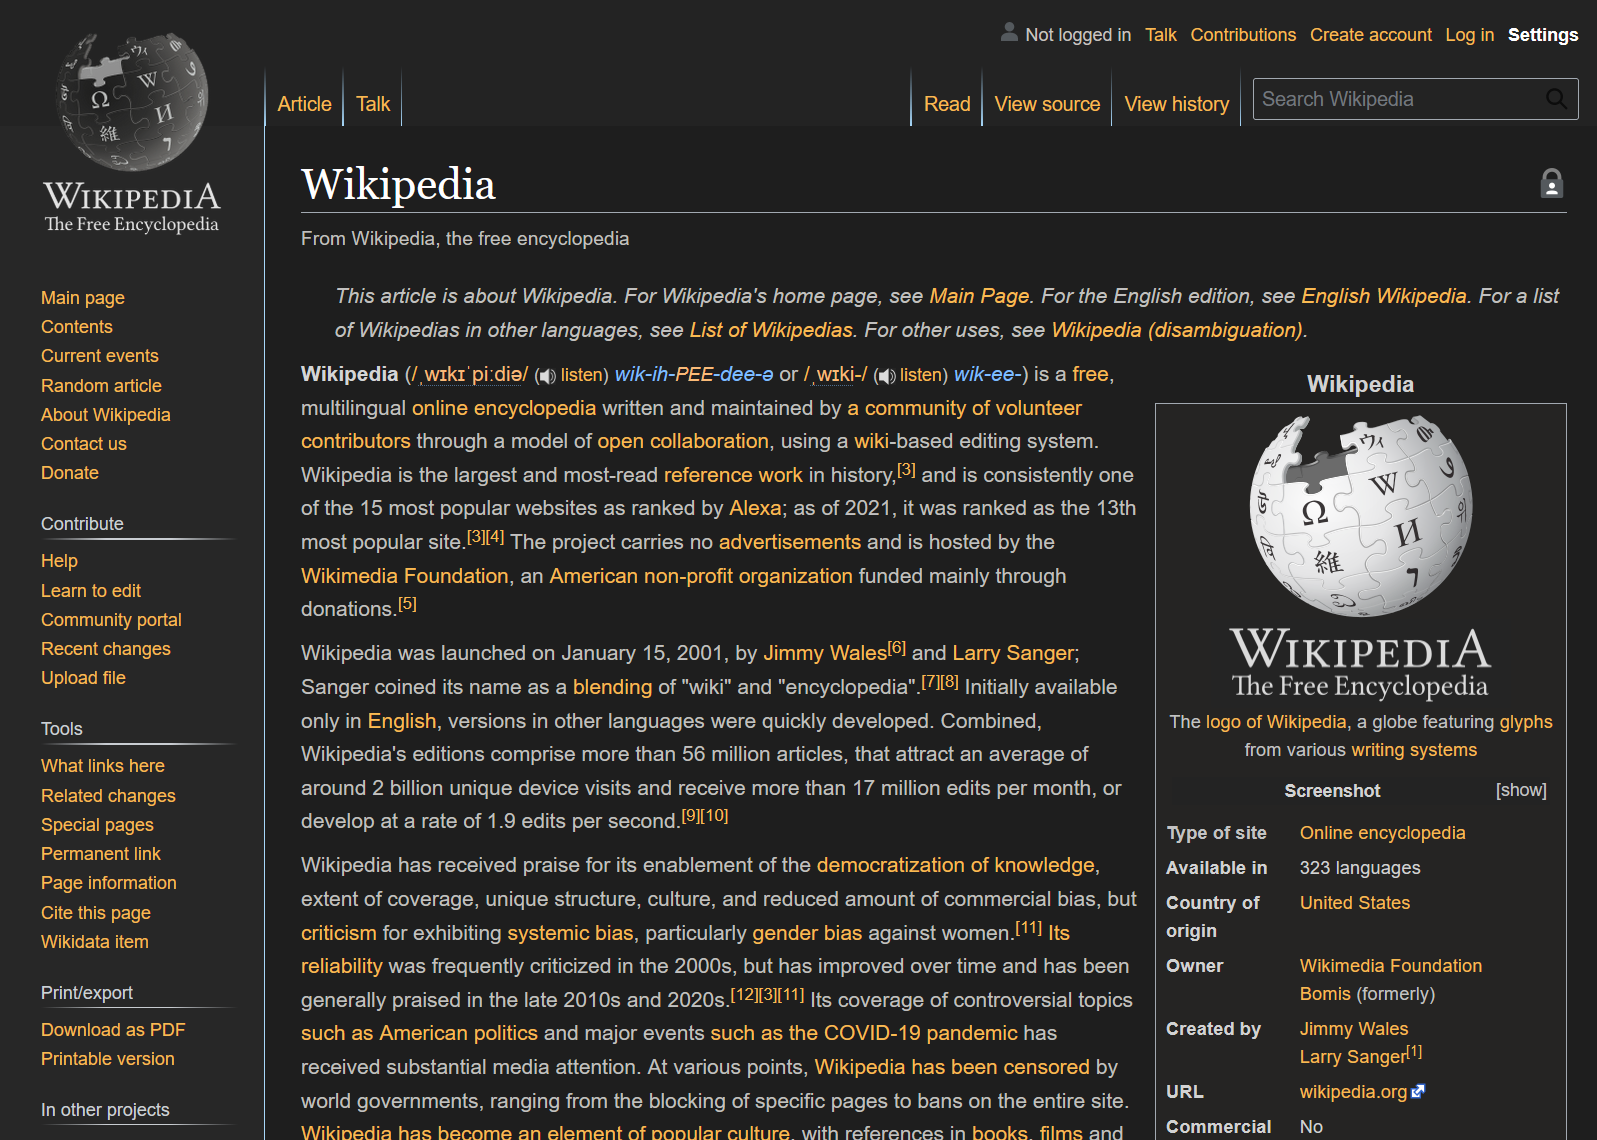 Not logged in Talk Contributions Create account Log in Settings
Article Talk Read View source View history Search Wikipedia
Ω W И 維 ウィ 7
WIKIPEDIA
The Free Encyclopedia
Main page
Contents
Current events
Random article
About Wikipedia
Contact us
Donate
Contribute
Help
Learn to edit
Community portal
Recent changes
Upload file
Tools
What links here
Related changes
Special pages
Permanent link
Page information
Cite this page
Wikidata item
Print/export
Download as PDF
Printable version
In other projects
Wikipedia
From Wikipedia, the free encyclopedia
This article is about Wikipedia. For Wikipedia's home page, see Main Page. For the English edition, see English Wikipedia. For a list
of Wikipedias in other languages, see List of Wikipedias. For other uses, see Wikipedia (disambiguation).
Wikipedia (/ˌwɪkɪˈpiːdiə/ (listen) wik-ih-PEE-dee-ə or /ˌwɪki-/ (listen) wik-ee-) is a free,
multilingual online encyclopedia written and maintained by a community of volunteer
contributors through a model of open collaboration, using a wiki-based editing system.
Wikipedia is the largest and most-read reference work in history,[3] and is consistently one
of the 15 most popular websites as ranked by Alexa; as of 2021, it was ranked as the 13th
most popular site.[3][4] The project carries no advertisements and is hosted by the
Wikimedia Foundation, an American non-profit organization funded mainly through
donations.[5]
Wikipedia was launched on January 15, 2001, by Jimmy Wales[6] and Larry Sanger;
Sanger coined its name as a blending of "wiki" and "encyclopedia".[7][8] Initially available
only in English, versions in other languages were quickly developed. Combined,
Wikipedia's editions comprise more than 56 million articles, that attract an average of
around 2 billion unique device visits and receive more than 17 million edits per month, or
develop at a rate of 1.9 edits per second.[9][10]
Wikipedia has received praise for its enablement of the democratization of knowledge,
extent of coverage, unique structure, culture, and reduced amount of commercial bias, but
criticism for exhibiting systemic bias, particularly gender bias against women.[11] Its
reliability was frequently criticized in the 2000s, but has improved over time and has been
generally praised in the late 2010s and 2020s.[12][3][11] Its coverage of controversial topics
such as American politics and major events such as the COVID-19 pandemic has
received substantial media attention. At various points, Wikipedia has been censored by
world governments, ranging from the blocking of specific pages to bans on the entire site.
Wikipedia has become an element of popular culture, with references in books, films and
Wikipedia
Ω W И 維 ウィ
WIKIPEDIA
The Free Encyclopedia
The logo of Wikipedia, a globe featuring glyphs
from various writing systems
Screenshot [show]
Type of site Online encyclopedia
Available in 323 languages
Country of United States
origin
Owner Wikimedia Foundation
Bomis (formerly)
Created by Jimmy Wales
Larry Sanger[1]
URL wikipedia.org
Commercial No